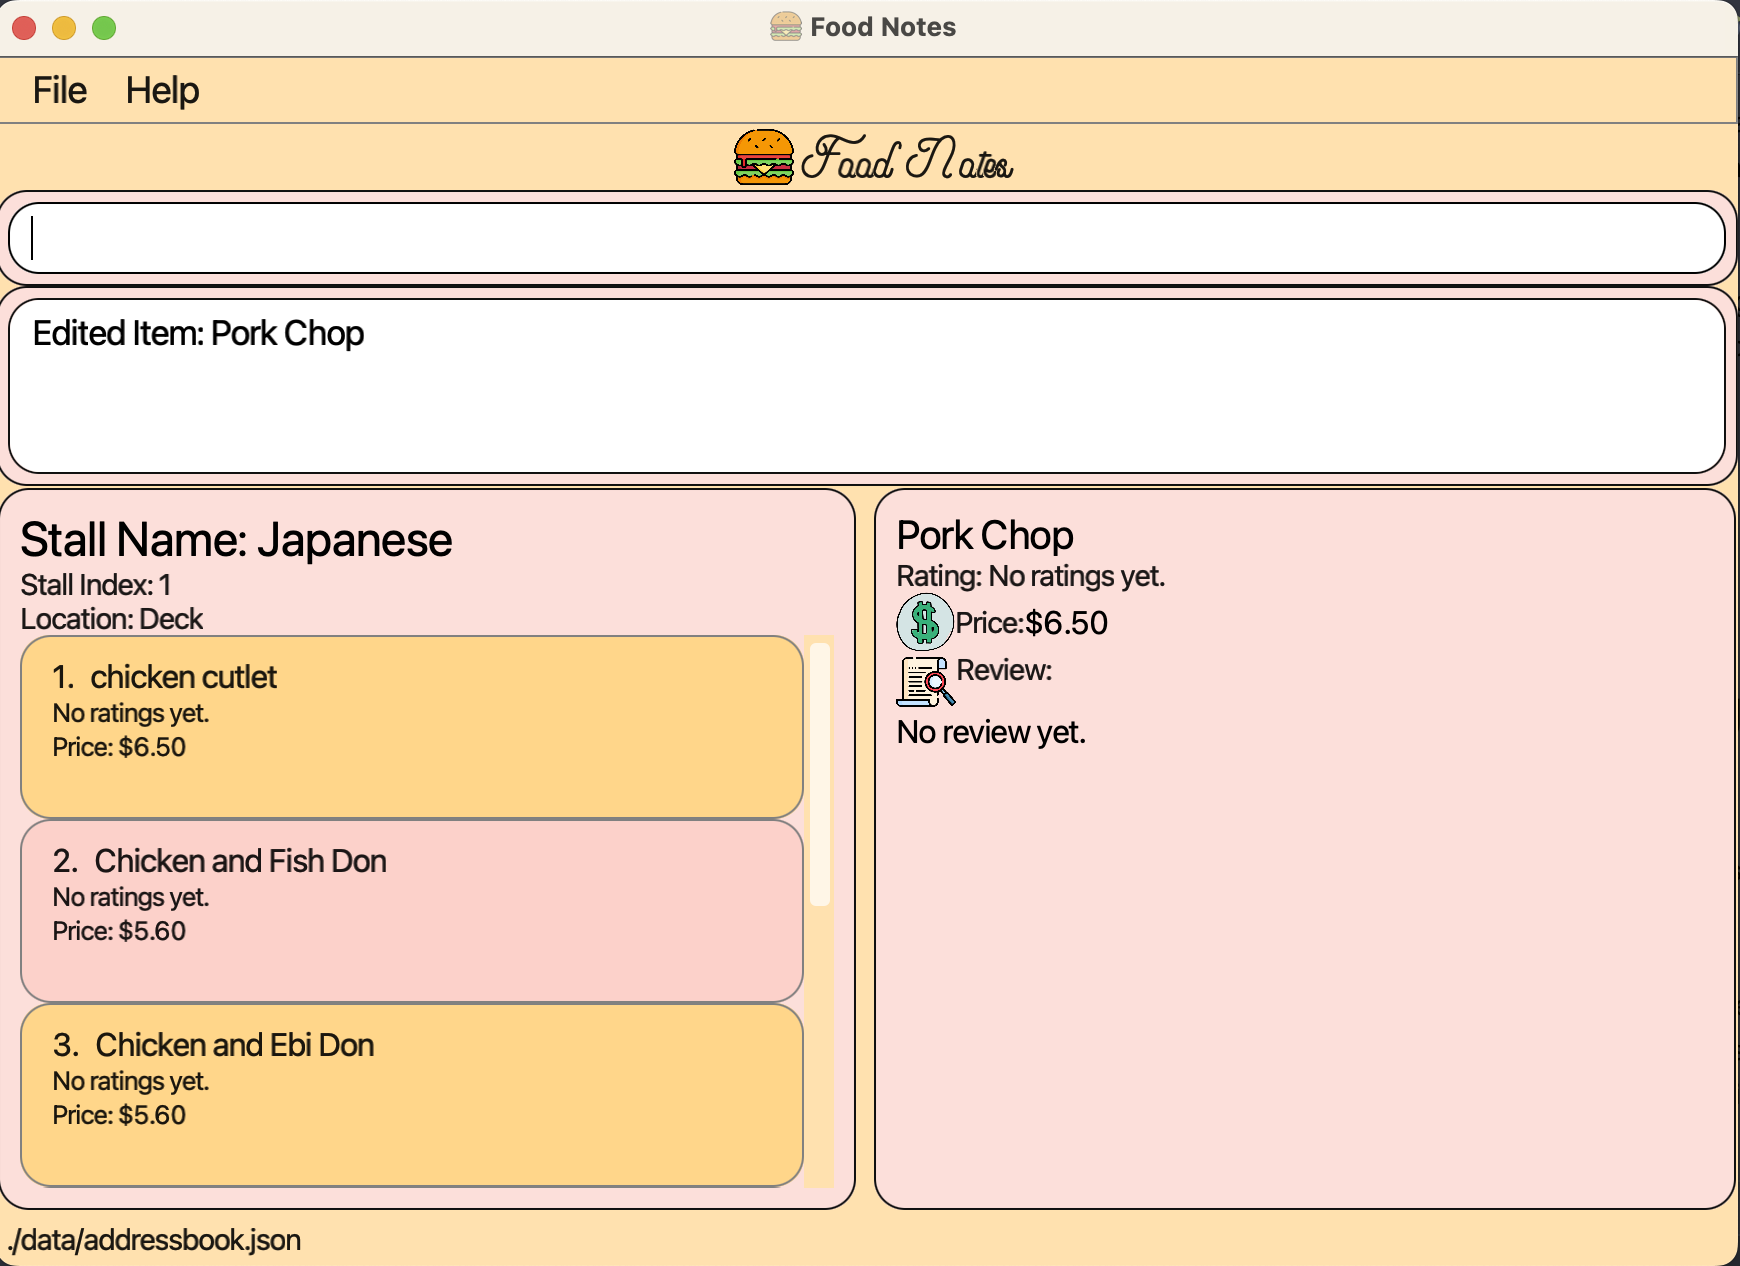 Food Notes
File Help
Food Notes
Edited Item: Pork Chop
Stall Name: Japanese
Stall Index: 1
Location: Deck
1. chicken cutlet
No ratings yet.
Price: $6.50
2. Chicken and Fish Don
No ratings yet.
Price: $5.60
3. Chicken and Ebi Don
No ratings yet.
Price: $5.60
Pork Chop
Rating: No ratings yet.
$
Price:$6.50
Review:
No review yet.
./data/addressbook.json